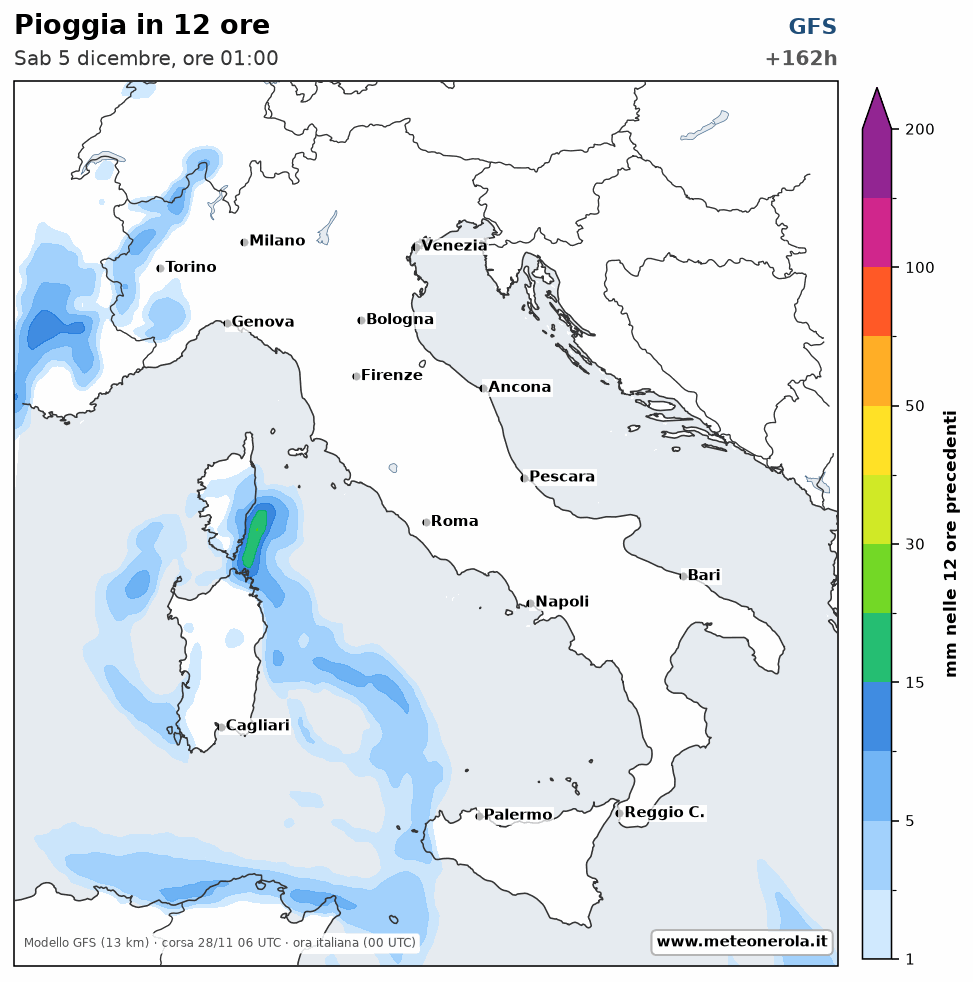 Pioggia in 12 ore
GFS
Sab 5 dicembre, ore 01:00
+162h
200
100
50
30
15
5
1
mm nelle 12 ore precedenti
Milano
Venezia
Torino
Genova
Bologna
Firenze
Ancona
Pescara
Roma
Bari
Napoli
Cagliari
Palermo
Reggio C.
Modello GFS (13 km) · corsa 28/11 06 UTC · ora italiana (00 UTC)
www.meteonerola.it